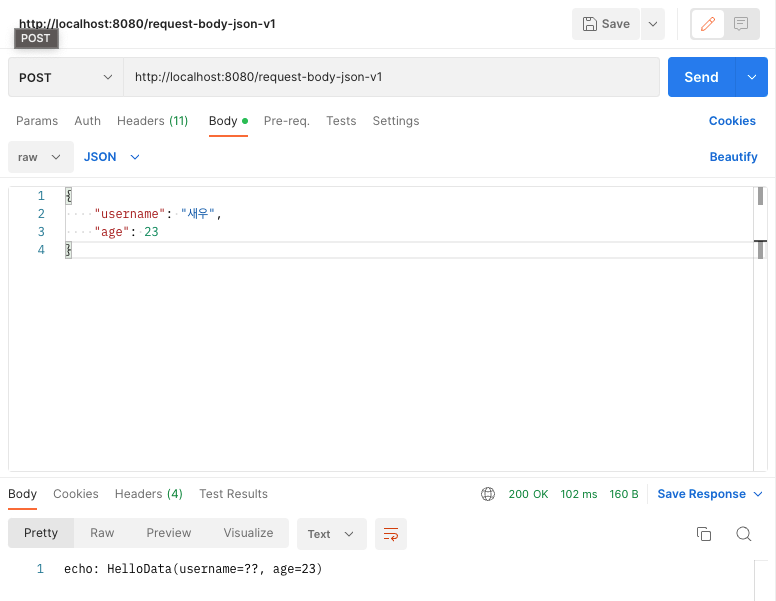 http://localhost:8080/request-body-json-v1
Save
POST
POST
http://localhost:8080/request-body-json-v1
Send
Params Auth Headers (11) Body Pre-req. Tests Settings Cookies
raw JSON Beautify
1 {
2 "username": "새우",
3 "age": 23
4 }
Body Cookies Headers (4) Test Results 200 OK 102 ms 160 B Save Response
Pretty Raw Preview Visualize Text
1 echo: HelloData(username=??, age=23)